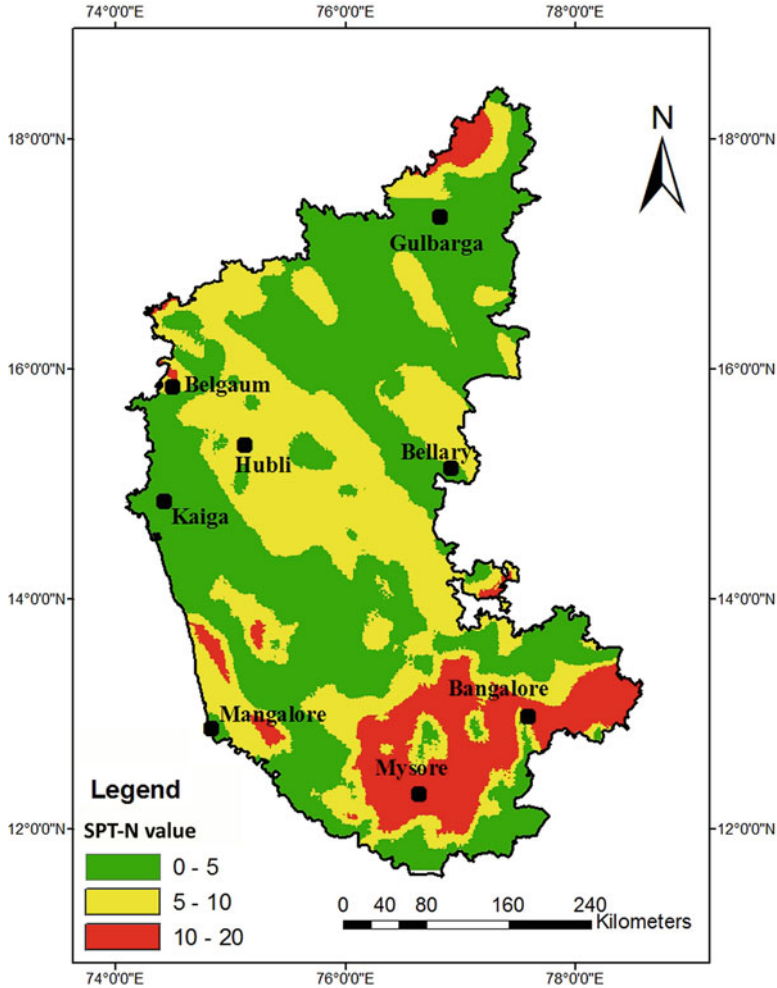 74°0'0"E 76°0'0"E 78°0'0"E
N
18°0'0"N 18°0'0"N
Gulbarga
16°0'0"N 16°0'0"N
Belgaum
Bellary
Hubli
Kaiga
14°0'0"N 14°0'0"N
Bangalore
Mangalore
Mysore
Legend
SPT-N value
12°0'0"N 12°0'0"N
0 - 5
5 - 10
10 - 20
0 40 80 160 240
Kilometers
74°0'0"E 76°0'0"E 78°0'0"E